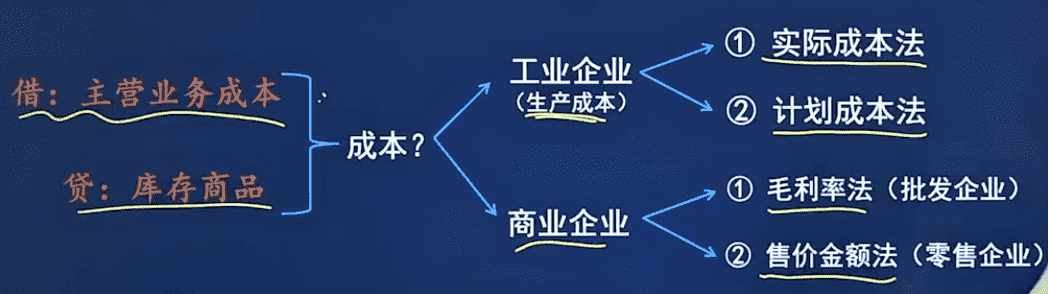 借：主营业务成本
贷：库存商品
成本？
工业企业
（生产成本）
① 实际成本法
② 计划成本法
商业企业
① 毛利率法（批发企业）
② 售价金额法（零售企业）